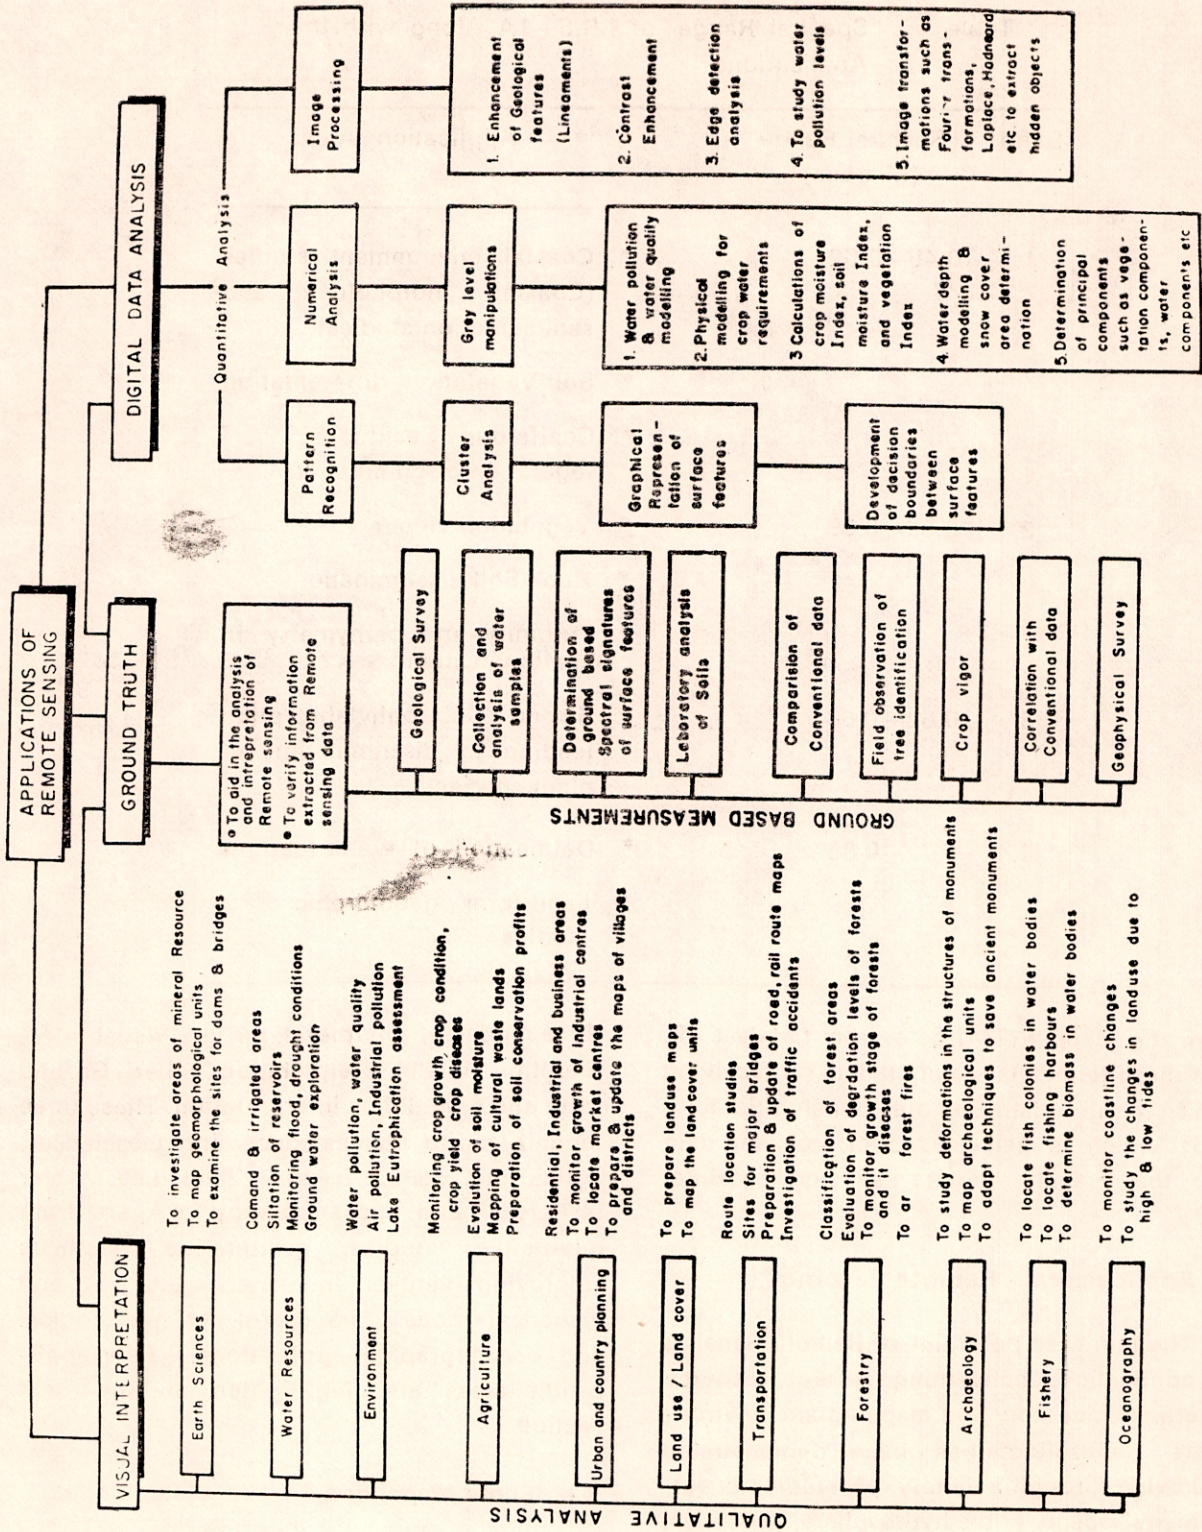 APPLICATIONS OF
REMOTE SENSING
VISUAL INTERPRETATION
GROUND TRUTH
DIGITAL DATA ANALYSIS
QUALITATIVE ANALYSIS
Earth Sciences
To investigate areas of mineral Resource
To map geomorphological units
To examine the sites for dams & bridges
Water Resources
Comand & irrigated areas
Siltation of reservoirs
Monitoring flood, drought conditions
Ground water exploration
Environment
Water pollution, water quality
Air pollution, Industrial pollution
Lake Eutrophication assessment
Agriculture
Monitoring crop growth crop condition,
crop yield crop diseases
Evalution of soil moisture
Mapping of cultural waste lands
Preparation of soil conservation profits
Urban and country planning
Residential, Industrial and business areas
To monitor growth of Industrial centres
To locate market centres
To prepare & update the maps of villages
and districts
Land use / Land cover
To prepare landuse maps
To map the land cover units
Transportation
Route location studies
Sites for major bridges
Preparation & update of road, rail route maps
Investigation of traffic accidents
Forestry
Classification of forest areas
Evaluation of degrdation levels of forests
To monitor growth stage of forests
and it diseases
To ar forest fires
Archaeology
To study deformations in the structures of monuments
To map archaeological units
To adapt techniques to save ancient monuments
Fishery
To locate fish colonies in water bodies
To locate fishing harbours
To determine biomass in water bodies
Oceanography
To monitor coastline changes
To study the changes in landuse due to
high & low tides
To aid in the analysis
and intrepretation of
Remote sensing
To verify information
extracted from Remote
sensing data
GROUND BASED MEASUREMENTS
Geological Survey
Collection and
analysis of water
samples
Determination of
ground based
Spectral signatures
of surface features
Laboratory analysis
of Soils
Comparision of
Conventional data
Field observation of
tree identification
Crop vigor
Correlation with
Conventional data
Geophysical Survey
Quantitative Analysis
Pattern
Recognition
Cluster
Analysis
Graphical
Represen-
tation of
surface
features
Development
of decision
boundaries
between
surface
features
Numerical
Analysis
Grey level
manipulations
1. Water pollution
& water quality
modelling
2. Physical
modelling for
crop water
requirements
3 Calculations of
crop moisture
Index, soil
moisture Index,
and vegetation
Index
4. Water depth
modelling &
snow cover
area determi-
nation
5. Determination
of principal
components
such as vege-
tation componen-
ts, water
components etc
Image
Processing
1. Enhancement
of Geological
features
(Lineaments)
2. Contrast
Enhancement
3. Edge detection
analysis
4. To study water
pollution levels
5. Image transfor-
mations such as
Fourier trans-
formations,
Laplace, Hadneard
etc. to extract
hidden objects